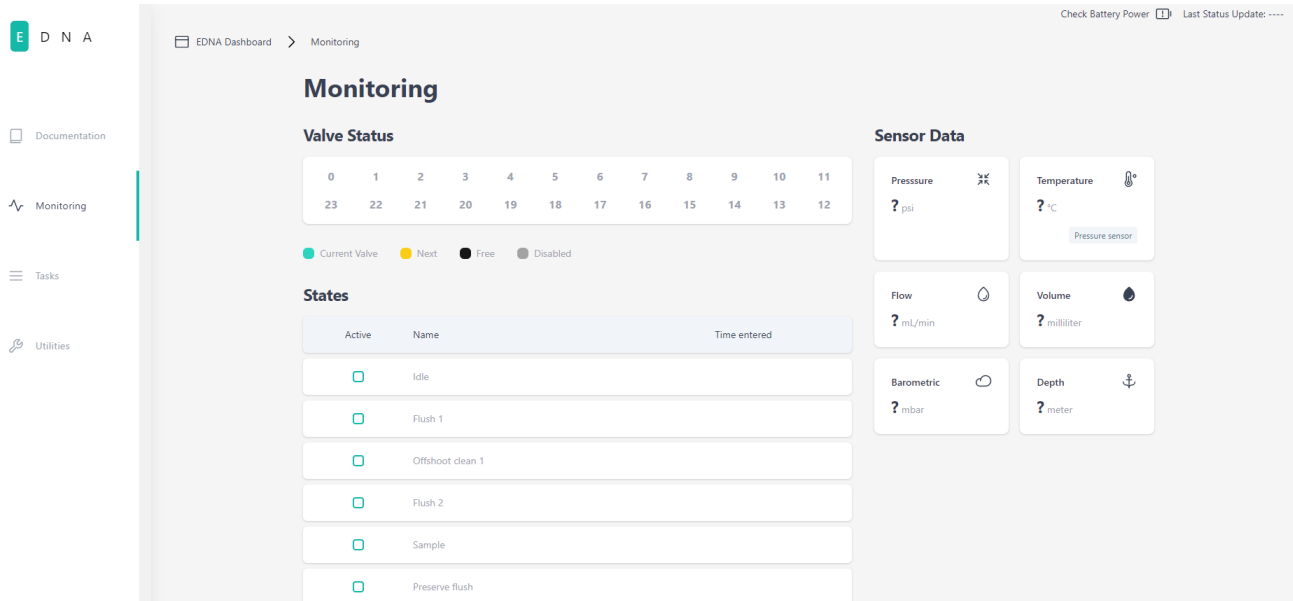 Check Battery Power Last Status Update: ----
E D N A
EDNA Dashboard Monitoring
Documentation
Monitoring
Tasks
Utilities
Monitoring
Valve Status
0 1 2 3 4 5 6 7 8 9 10 11
23 22 21 20 19 18 17 16 15 14 13 12
Current Valve Next Free Disabled
States
Active Name Time entered
Idle
Flush 1
Offshoot clean 1
Flush 2
Sample
Preserve flush
Sensor Data
Presssure
? psi
Temperature
? °C
Pressure sensor
Flow
? mL/min
Volume
? milliliter
Barometric
? mbar
Depth
? meter